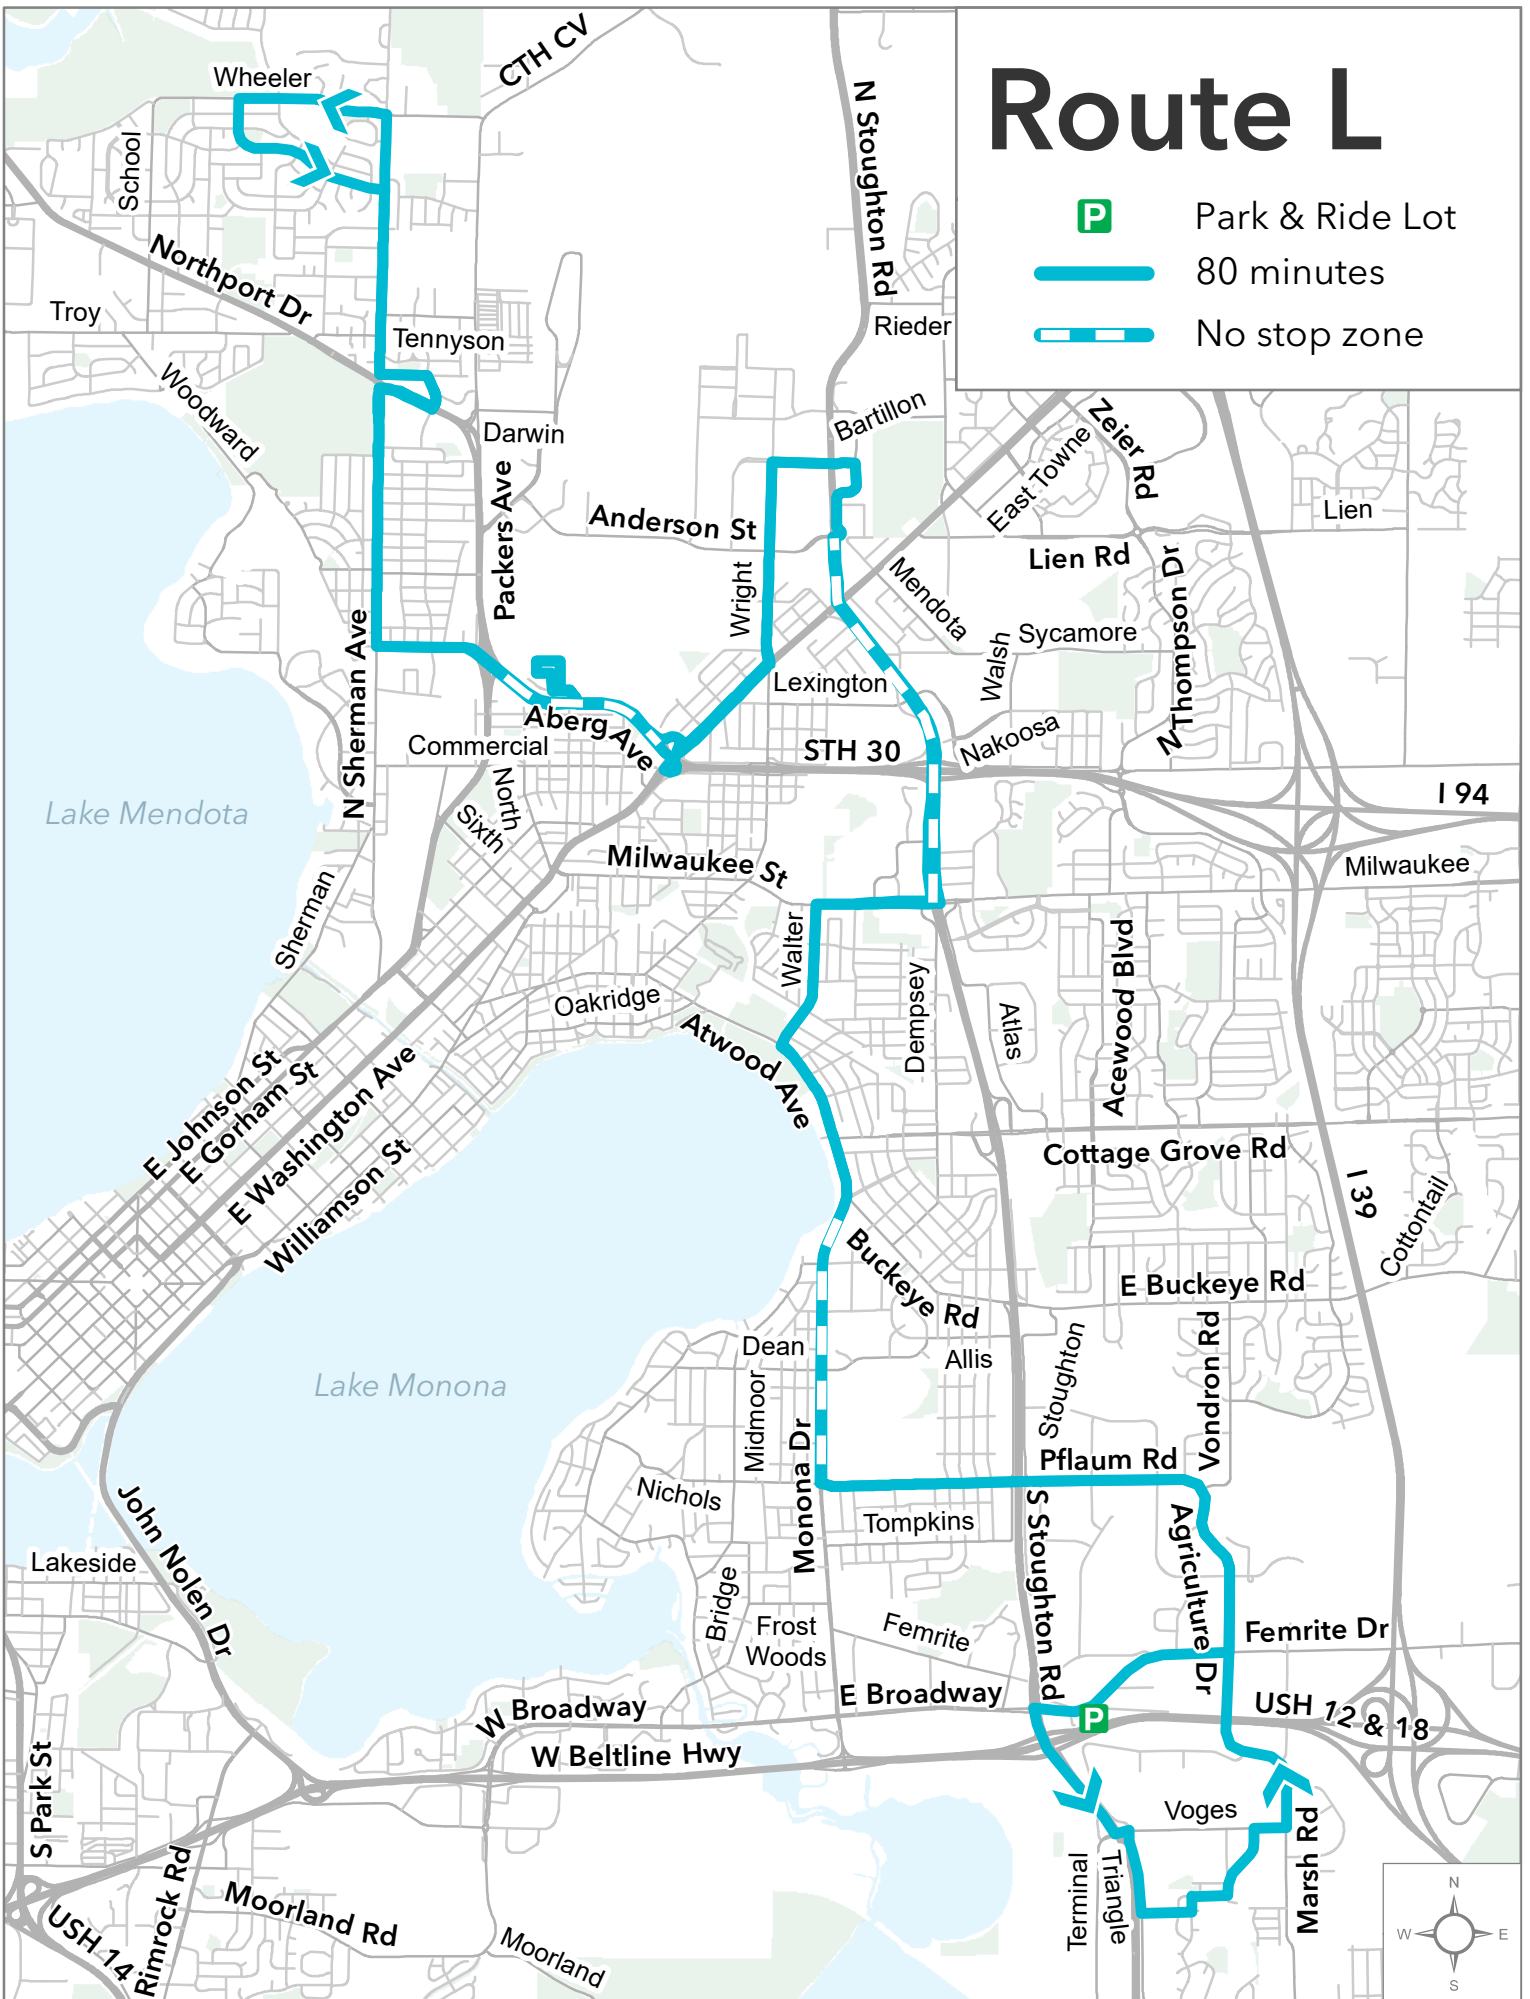 Route L
P Park & Ride Lot
80 minutes
No stop zone
CTH CV
Wheeler
School
N Stoughton Rd
Northport Dr
Troy
Tennyson
Rieder
Woodward
Darwin
Bartillon
Zeier Rd
East Towne
Packers Ave
Anderson St
Lien
Lien Rd
Wright
Mendota
N Thompson Dr
Sycamore
Walsh
N Sherman Ave
Lexington
Aberg Ave
Commercial
STH 30
Nakoosa
I 94
North
Sixth
Lake Mendota
Milwaukee St
Milwaukee
Sherman
Walter
Acewood Blvd
Dempsey
Oakridge
Atlas
Atwood Ave
E Johnson St
E Gorham St
E Washington Ave
Williamson St
Cottage Grove Rd
I 39
Cottontail
Buckeye Rd
E Buckeye Rd
Dean
Allis
Stoughton
Vondron Rd
Lake Monona
Midmoor
Monona Dr
Pflaum Rd
Nichols
Tompkins
S Stoughton Rd
Agriculture Dr
John Nolen Dr
Lakeside
Bridge
Frost
Woods
Femrite
Femrite Dr
E Broadway
W Broadway
P
USH 12 & 18
W Beltline Hwy
S Park St
Voges
Marsh Rd
Terminal
Triangle
Rimrock Rd
Moorland Rd
USH 14
Moorland
N
W E
S